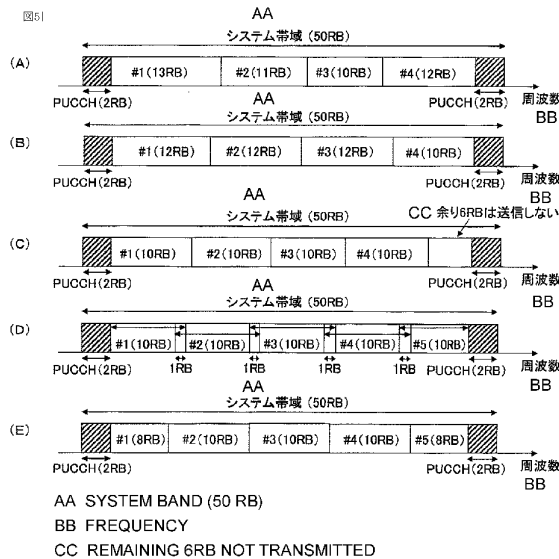 図5]
AA
システム帯域(50RB)
(A)
#1(13RB) #2(11RB) #3(10RB) #4(12RB)
PUCCH(2RB) PUCCH(2RB) 周波数
AA BB
システム帯域(50RB)
(B)
#1(12RB) #2(12RB) #3(12RB) #4(10RB)
PUCCH(2RB) PUCCH(2RB) 周波数
AA BB
システム帯域(50RB) CC 余り6RBは送信しない
(C)
#1(10RB) #2(10RB) #3(10RB) #4(10RB)
PUCCH(2RB) PUCCH(2RB) 周波数
AA BB
システム帯域(50RB)
(D)
#1(10RB) #2(10RB) #3(10RB) #4(10RB) #5(10RB)
PUCCH(2RB) 1RB 1RB 1RB 1RB PUCCH(2RB) 周波数
AA BB
システム帯域(50RB)
(E)
#1(8RB) #2(10RB) #3(10RB) #4(10RB) #5(8RB)
PUCCH(2RB) PUCCH(2RB) 周波数
BB
AA SYSTEM BAND (50 RB)
BB FREQUENCY
CC REMAINING 6RB NOT TRANSMITTED